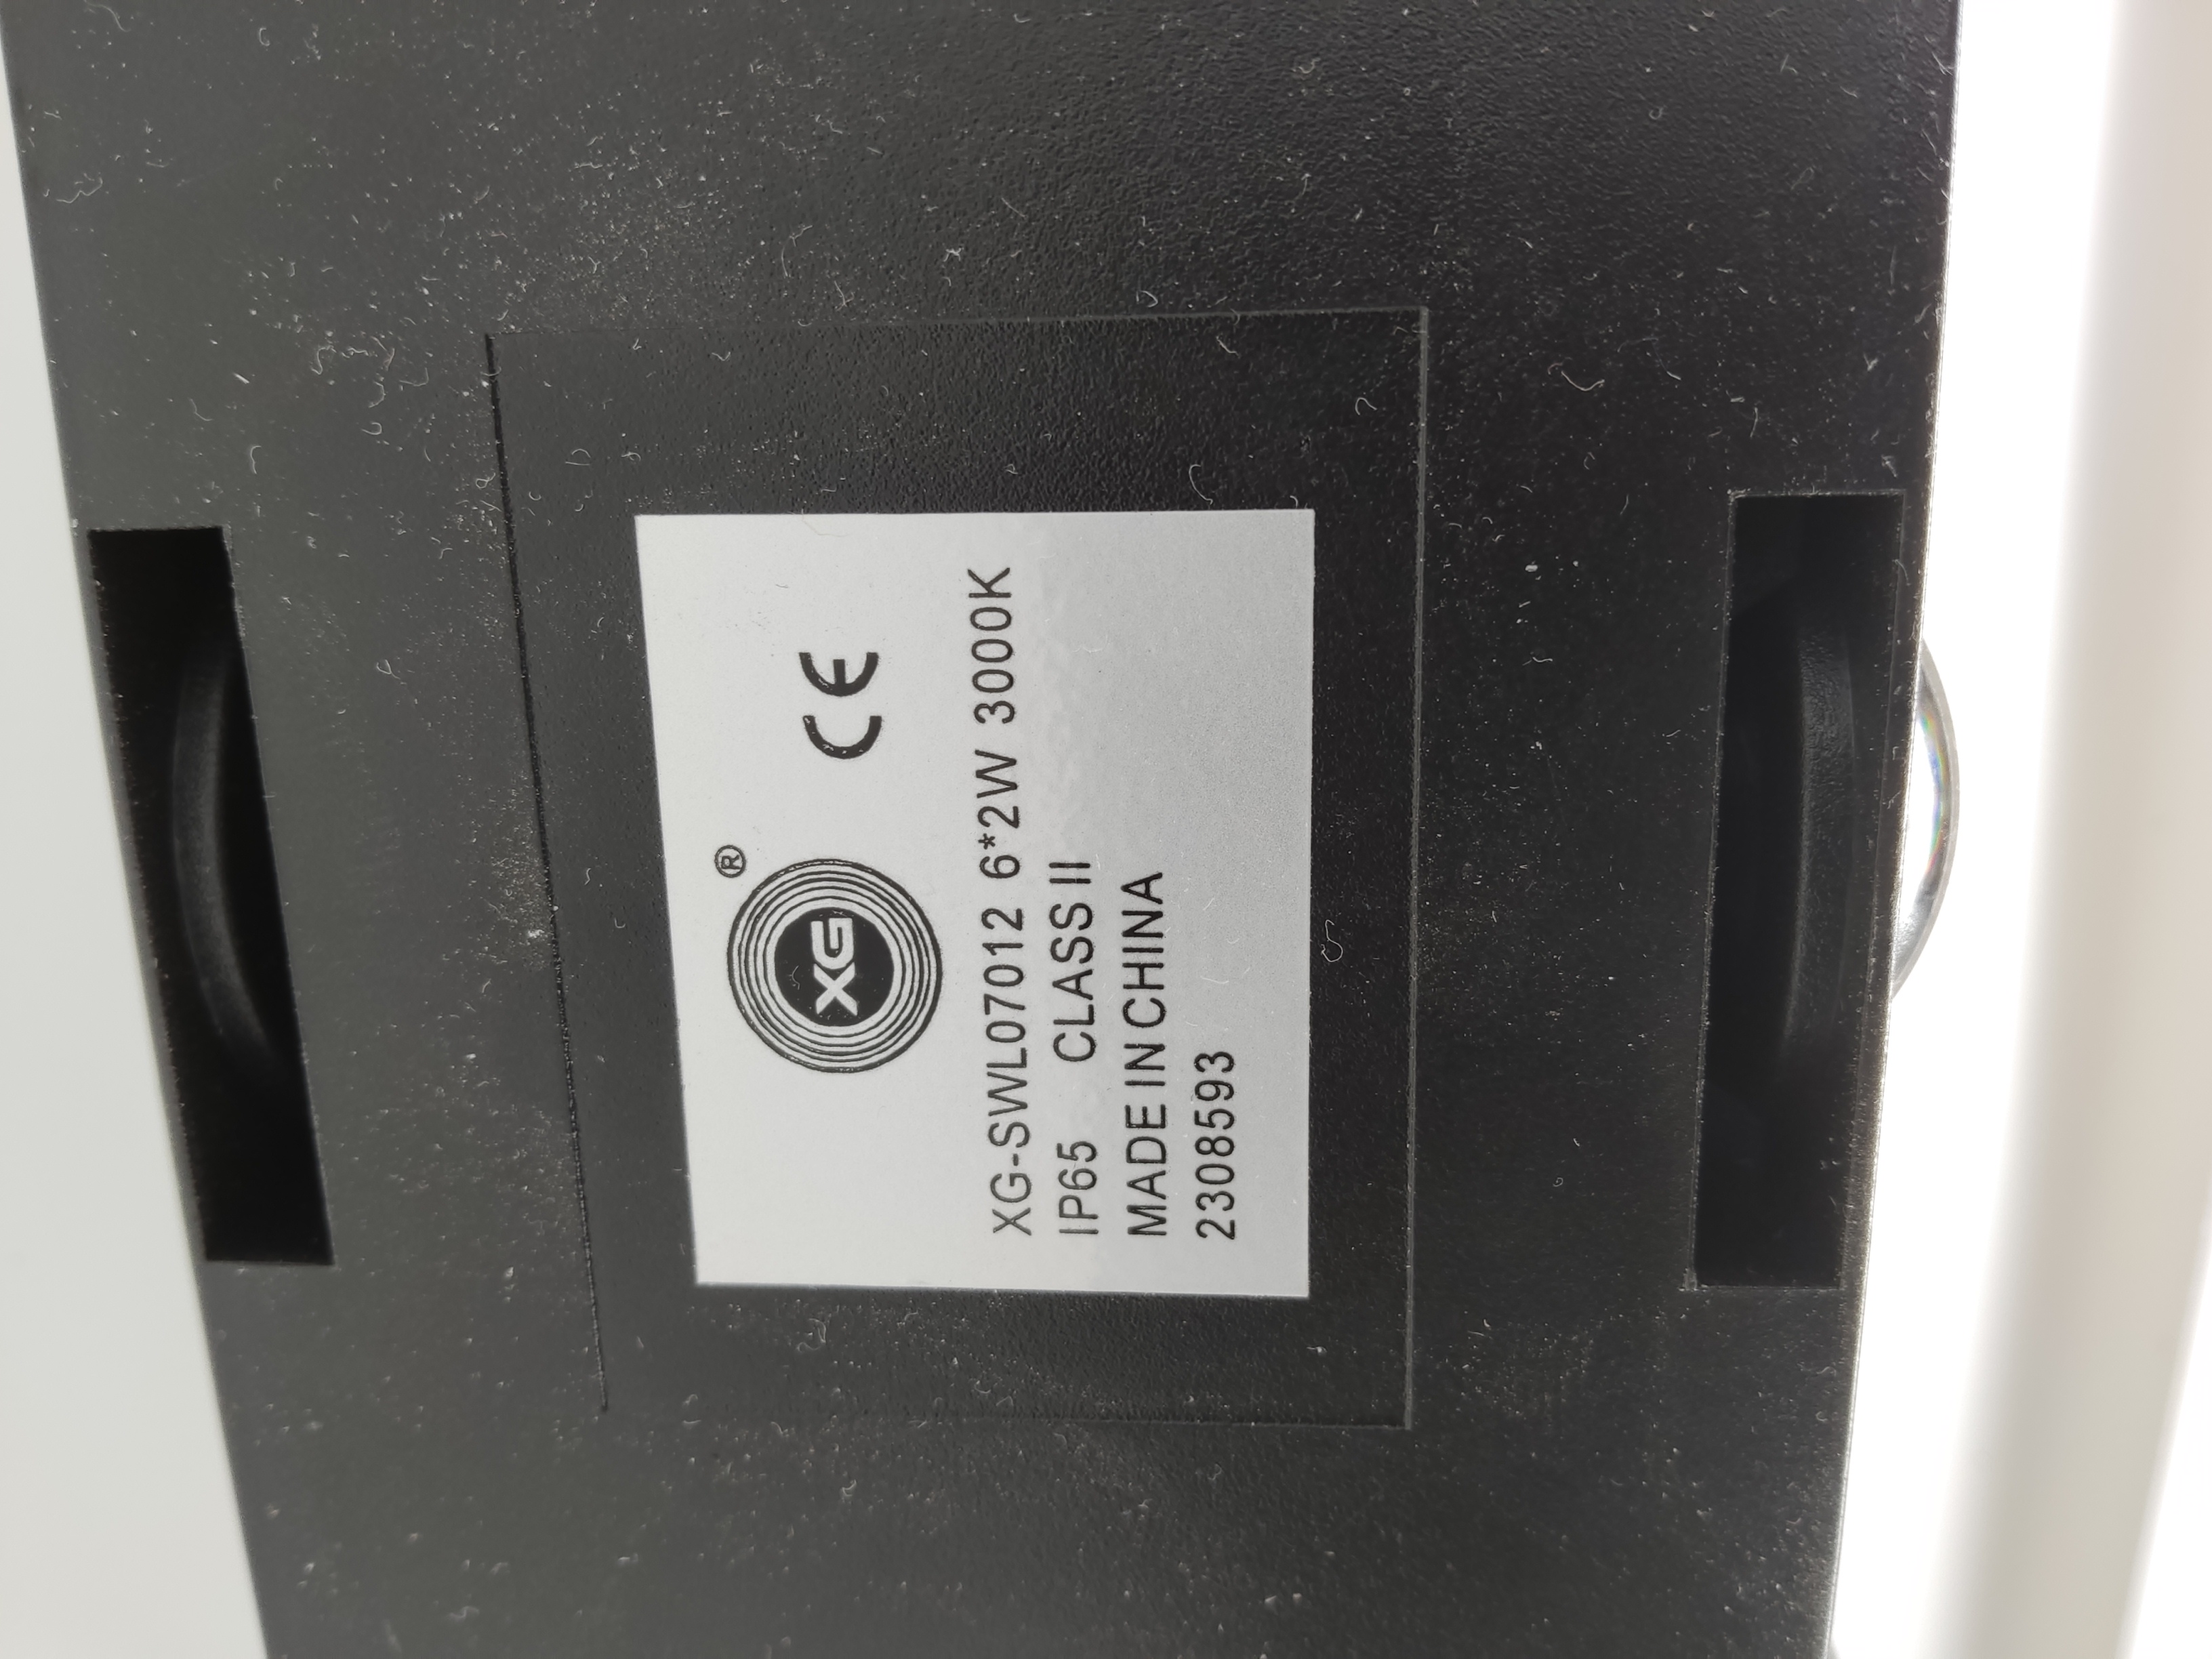 XG®
CE
XG-SWL07012 6*2W 3000K
IP65 CLASS II
MADE IN CHINA
2308593